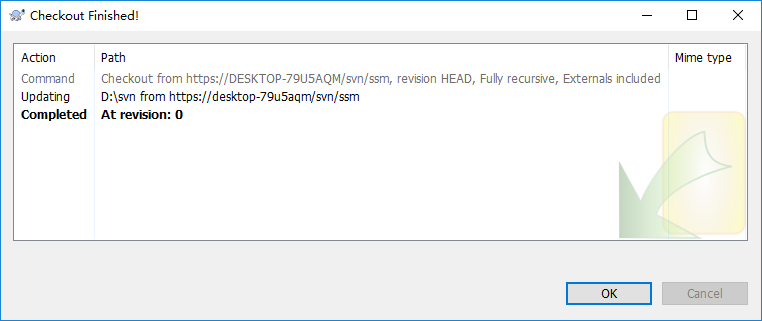 Checkout Finished!
Action Path Mime type
Command Checkout from https://DESKTOP-79U5AQM/svn/ssm, revision HEAD, Fully recursive, Externals included
Updating D:\svn from https://desktop-79u5aqm/svn/ssm
Completed At revision: 0
OK Cancel